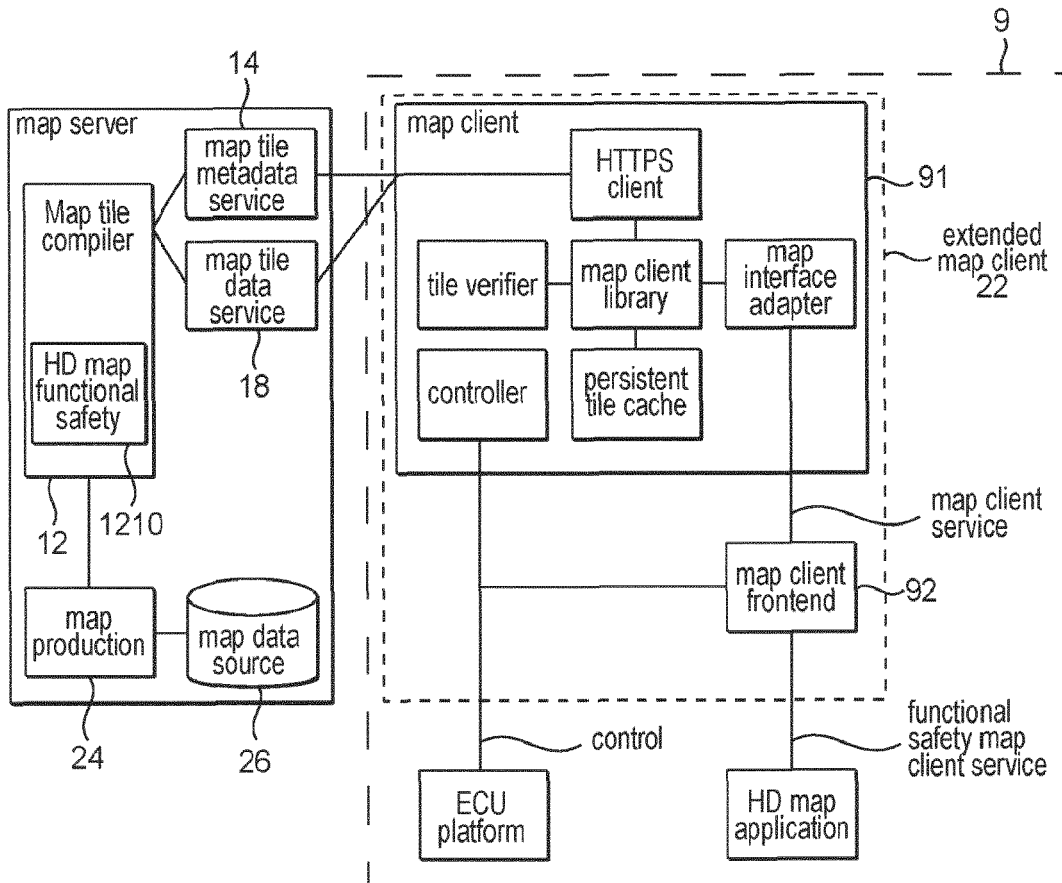 9
14
map server
map tile
metadata
service
Map tile
compiler
map tile
data
service
18
HD map
functional
safety
12
1210
map
production
map data
source
24
26
map client
HTTPS
client
91
extended
map client
22
tile verifier
map client
library
map
interface
adapter
controller
persistent
tile cache
map client
service
map client
frontend
92
control
functional
safety map
client service
ECU
platform
HD map
application